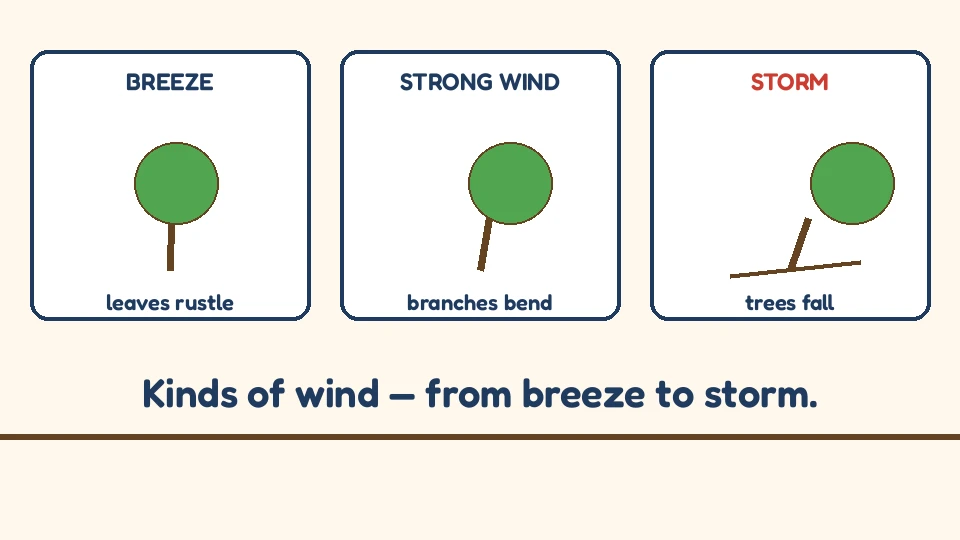 BREEZE
STRONG WIND
STORM
leaves rustle
branches bend
trees fall
Kinds of wind — from breeze to storm.